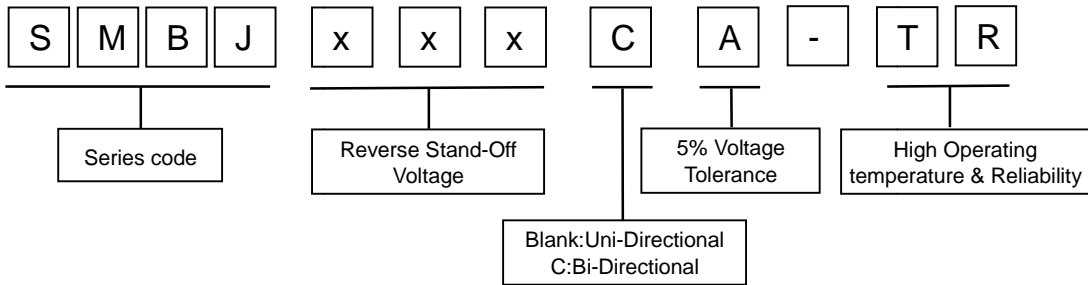 S M B J x x x C A - T R
Series code
Reverse Stand-Off
Voltage
5% Voltage
Tolerance
High Operating
temperature & Reliability
Blank:Uni-Directional
C:Bi-Directional